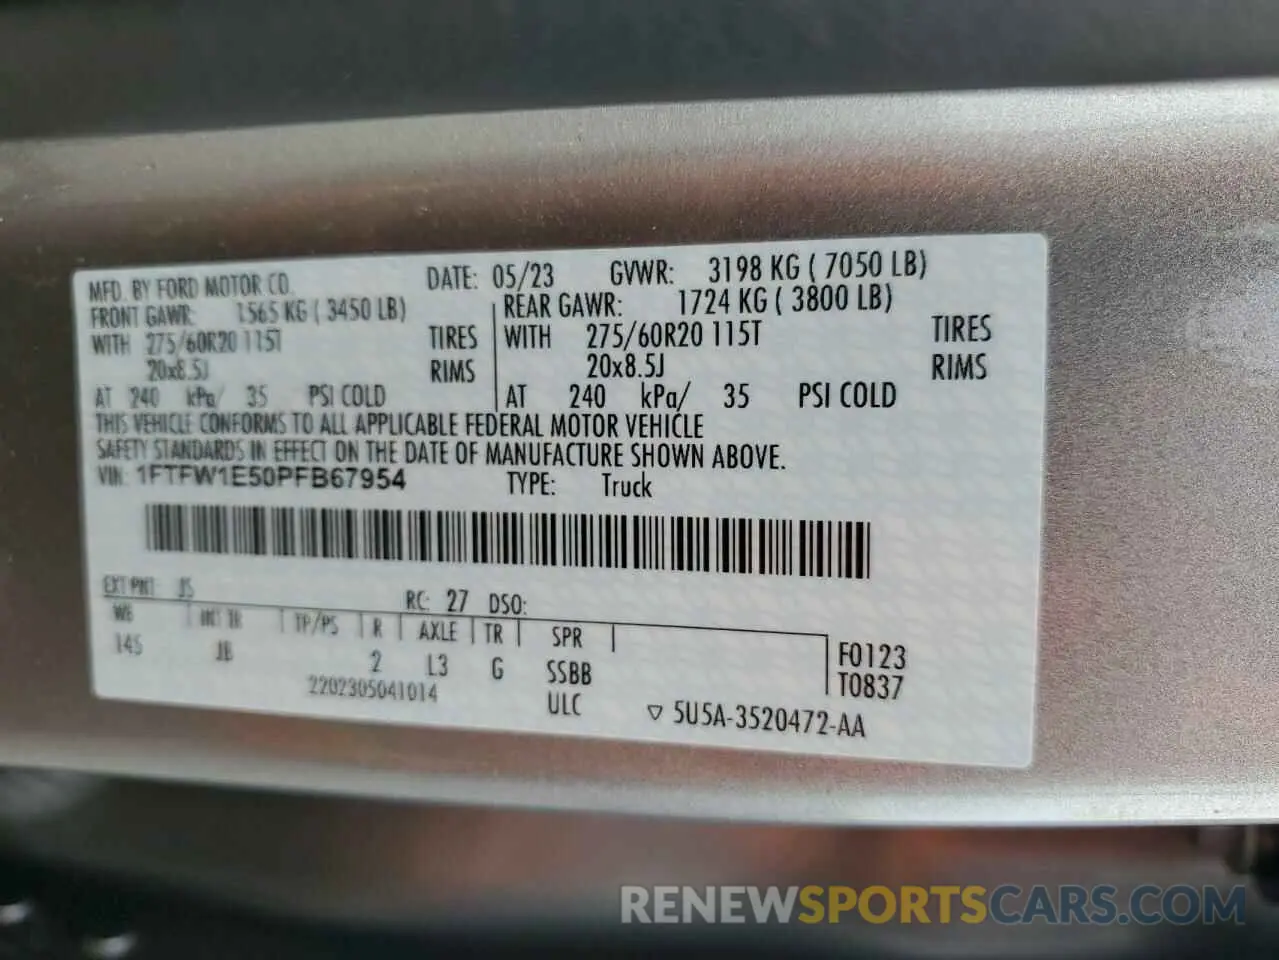 MFD. BY FORD MOTOR CO. DATE: 05/23 GVWR: 3198 KG ( 7050 LB)
FRONT GAWR: 1565 KG ( 3450 LB) REAR GAWR: 1724 KG ( 3800 LB)
WITH 275/60R20 115T TIRES WITH 275/60R20 115T TIRES
20x8.5J RIMS 20x8.5J RIMS
AT 240 kPa/ 35 PSI COLD AT 240 kPa/ 35 PSI COLD
THIS VEHICLE CONFORMS TO ALL APPLICABLE FEDERAL MOTOR VEHICLE
SAFETY STANDARDS IN EFFECT ON THE DATE OF MANUFACTURE SHOWN ABOVE.
VIN: 1FTFW1E50PFB67954 TYPE: Truck
EXT PNT: JS RC: 27 DSO:
WB INT TR TP/PS R AXLE TR SPR
145 JB 2 L3 G SSBB F0123
2202305041014 ULC T0837
▽ 5U5A-3520472-AA
RENEWSPORTSCARS.COM